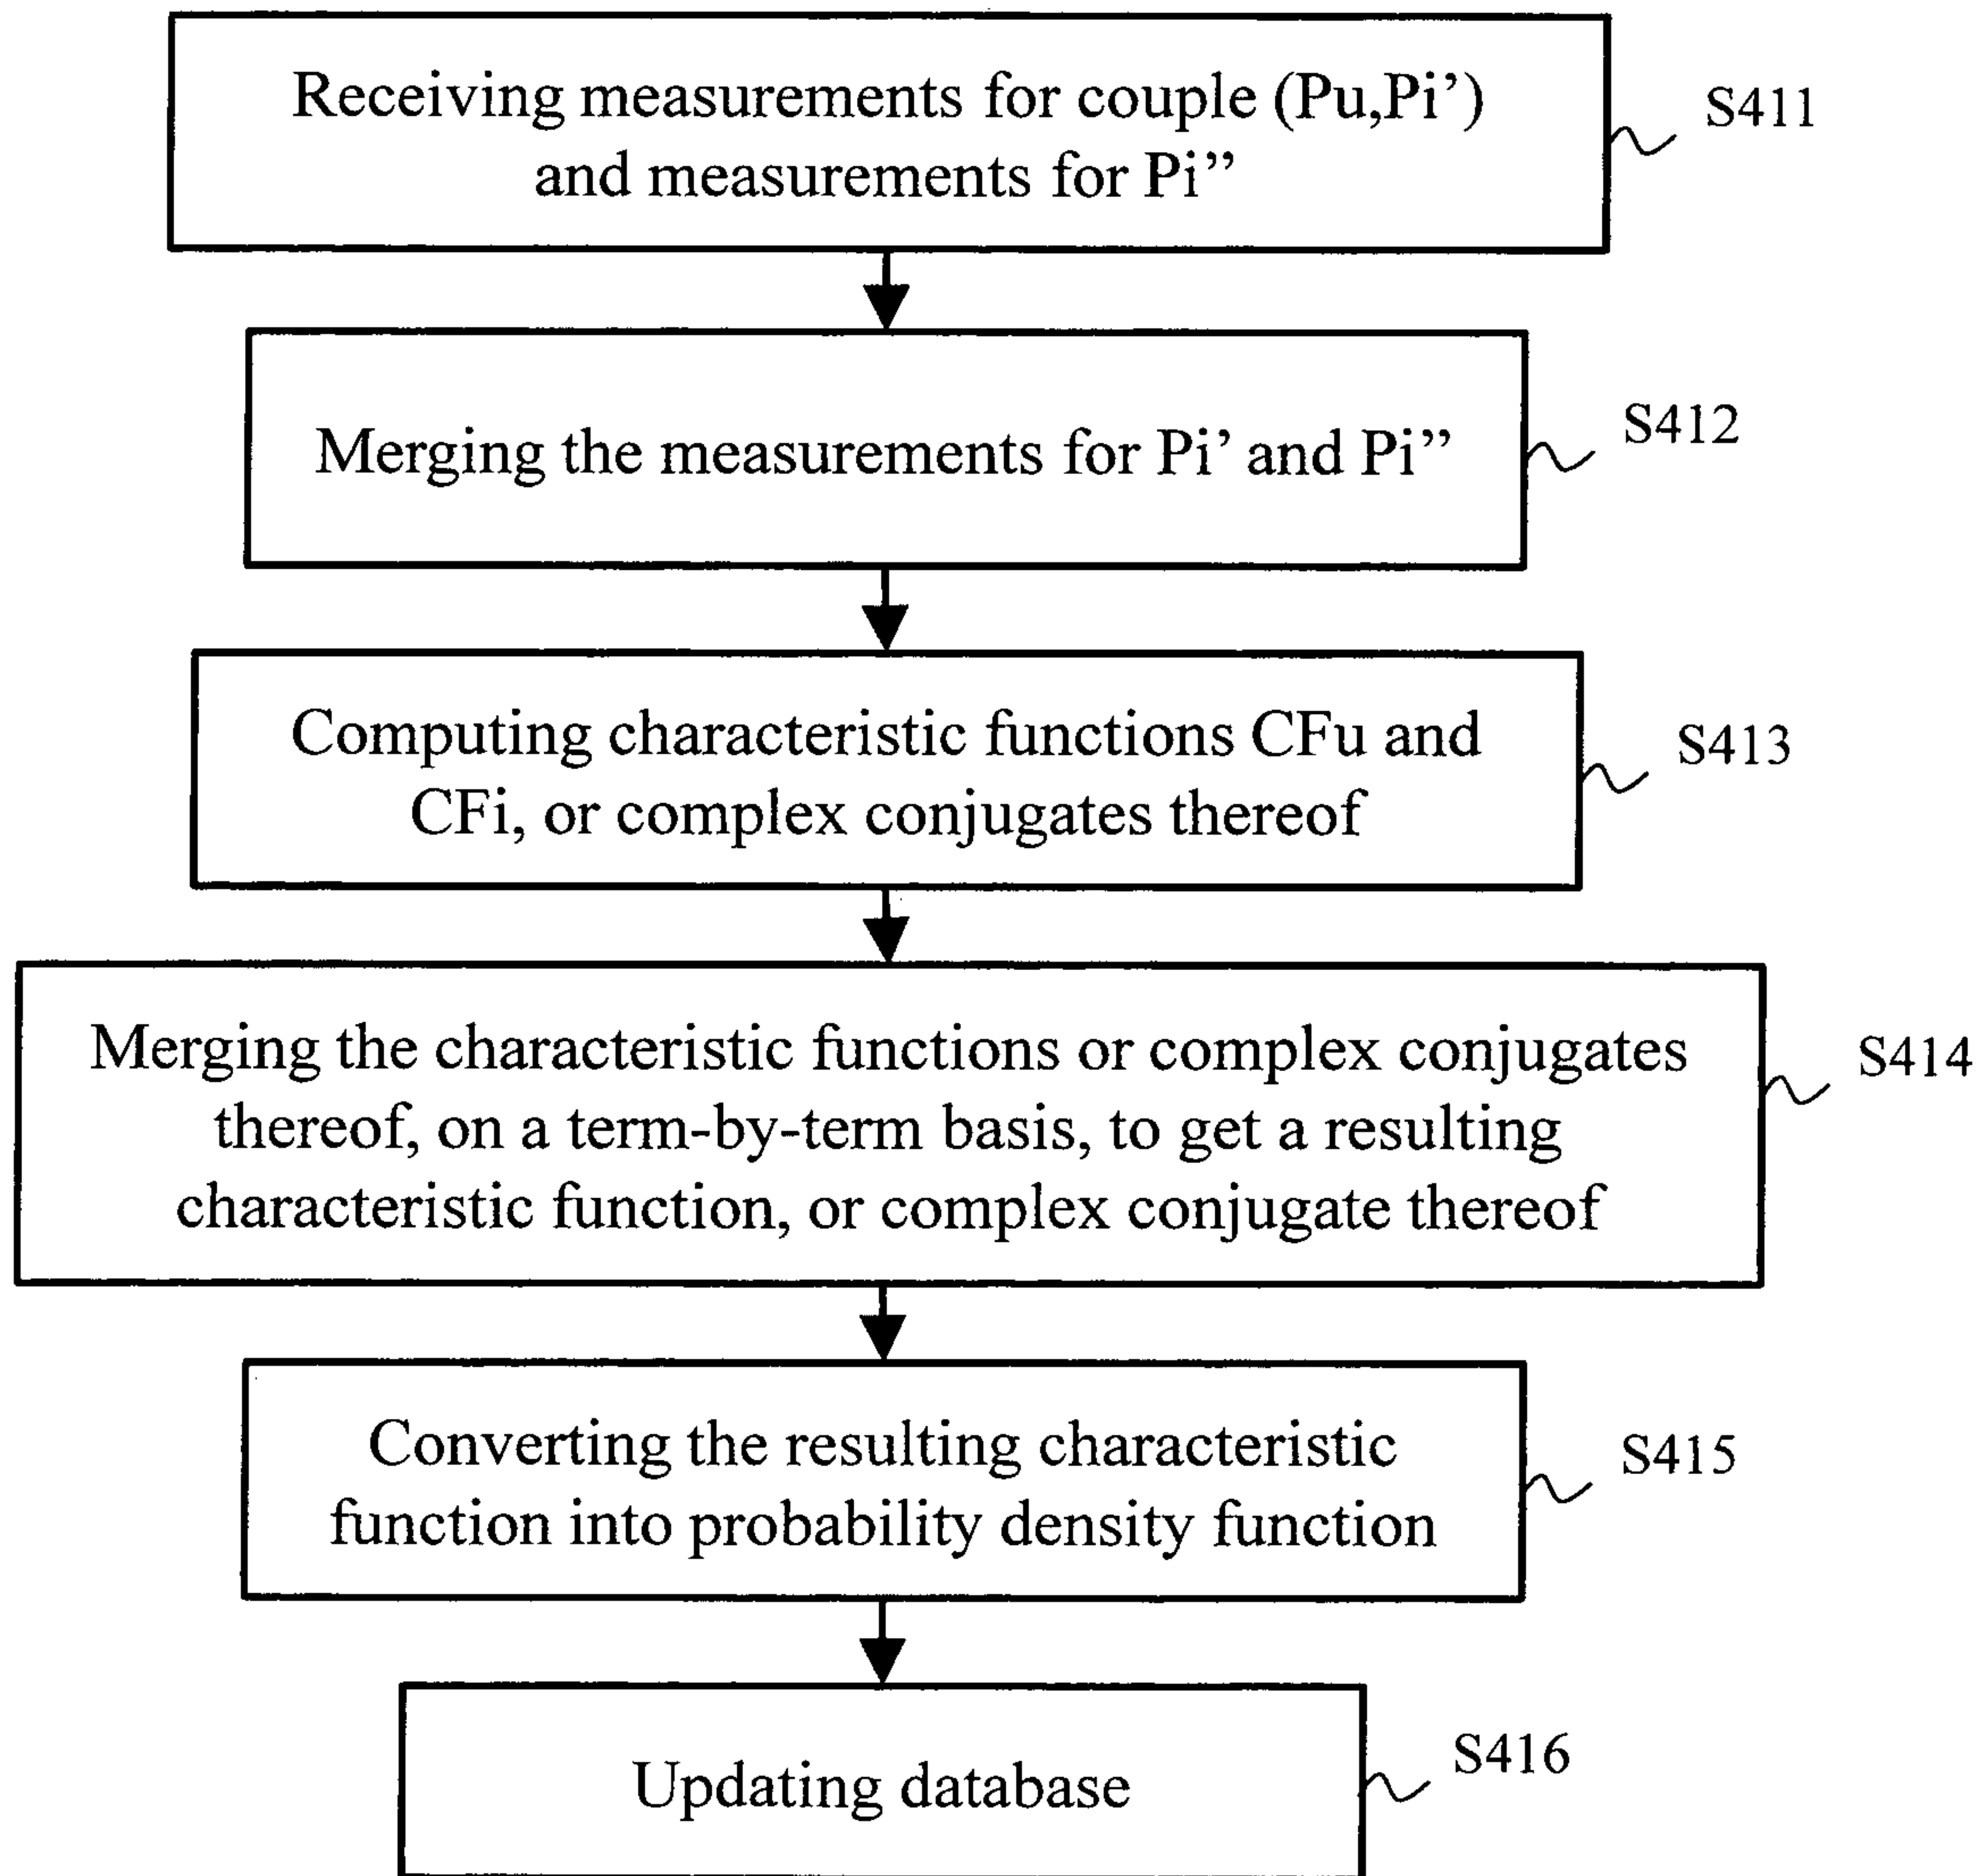 Receiving measurements for couple (Pu,Pi’)
and measurements for Pi”
S411
Merging the measurements for Pi’ and Pi”
S412
Computing characteristic functions CFu and
CFi, or complex conjugates thereof
S413
Merging the characteristic functions or complex conjugates
thereof, on a term-by-term basis, to get a resulting
characteristic function, or complex conjugate thereof
S414
Converting the resulting characteristic
function into probability density function
S415
Updating database
S416